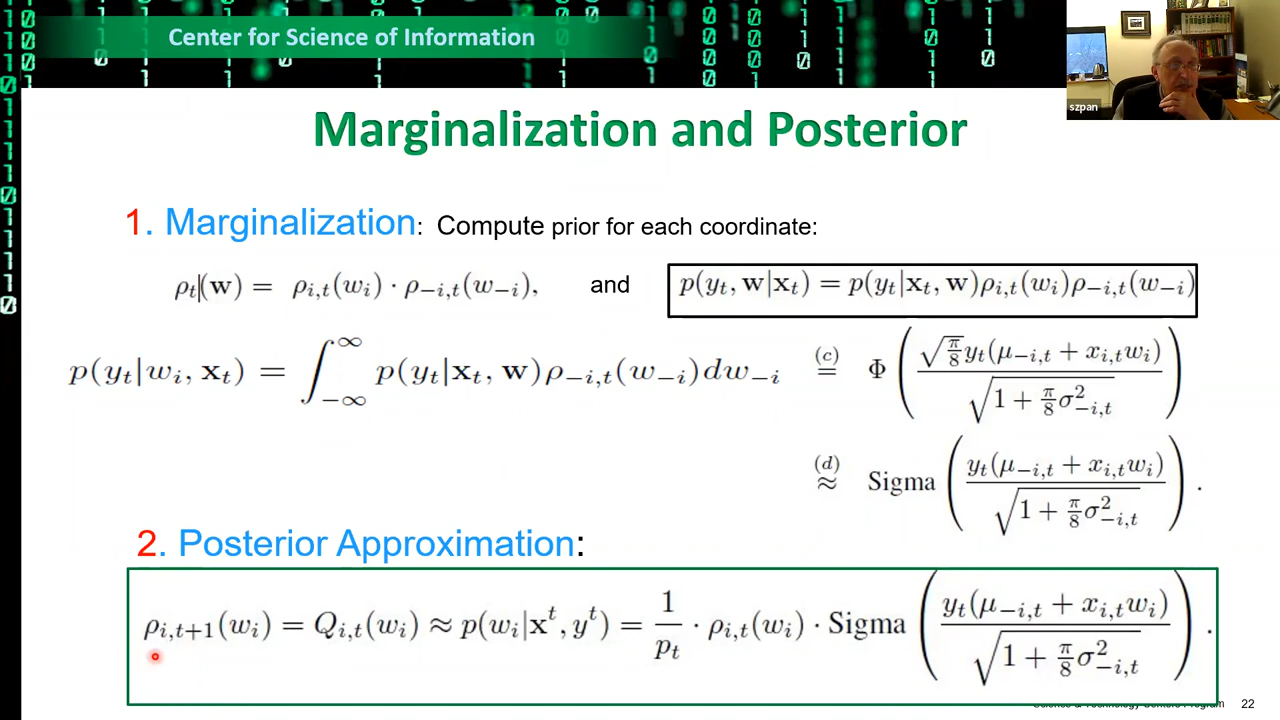 Center for Science of Information
szpan
Marginalization and Posterior
1. Marginalization: Compute prior for each coordinate:
ρ_t(w) = ρ_{i,t}(w_i) · ρ_{−i,t}(w_{−i}), and p(y_t, w|x_t) = p(y_t|x_t, w)ρ_{i,t}(w_i)ρ_{−i,t}(w_{−i})
p(y_t|w_i, x_t) = ∫_{−∞}^{∞} p(y_t|x_t, w)ρ_{−i,t}(w_{−i})dw_{−i} (c)= Φ ( √(π/8) y_t(μ_{−i,t} + x_{i,t}w_i) / √(1 + π/8 σ²_{−i,t}) )
(d)≈ Sigma ( y_t(μ_{−i,t} + x_{i,t}w_i) / √(1 + π/8 σ²_{−i,t}) ) .
2. Posterior Approximation:
ρ_{i,t+1}(w_i) = Q_{i,t}(w_i) ≈ p(w_i|x^t, y^t) = 1/p_t · ρ_{i,t}(w_i) · Sigma ( y_t(μ_{−i,t} + x_{i,t}w_i) / √(1 + π/8 σ²_{−i,t}) ) .
Science & Technology Centers Program 22